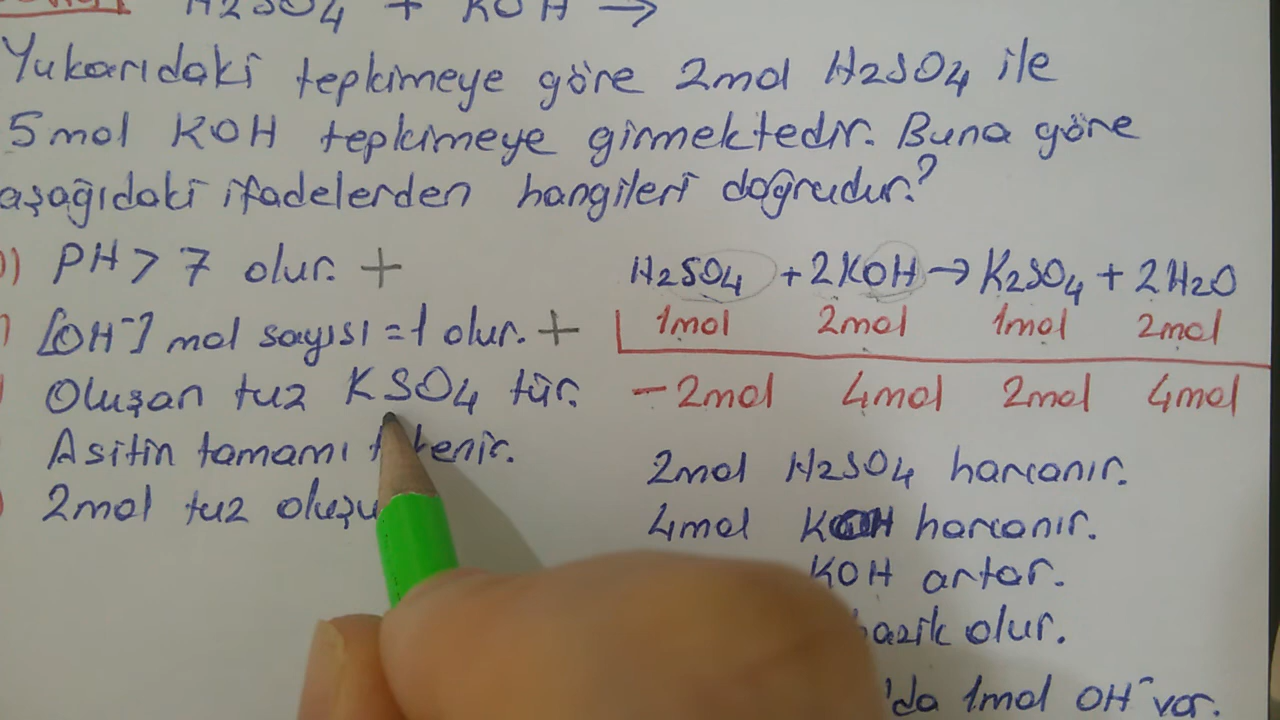 H2SO4 + KOH →
Yukarıdaki tepkimeye göre 2mol H2SO4 ile
5mol KOH tepkimeye girmektedir. Buna göre
aşağıdaki ifadelerden hangileri doğrudur?
) PH > 7 olur. +
) [OH⁻] mol sayısı = 1 olur. +
Oluşan tuz KSO4 tür.
Asitin tamamı
2mol tuz
H2SO4 + 2KOH → K2SO4 + 2H2O
1mol 2mol 1mol 2mol
-2mol 4mol 2mol 4mol
2mol H2SO4 harcanır.
4mol KOH harcanır.
KOH artar.
bazik olur.
'da 1mol OH⁻ var.